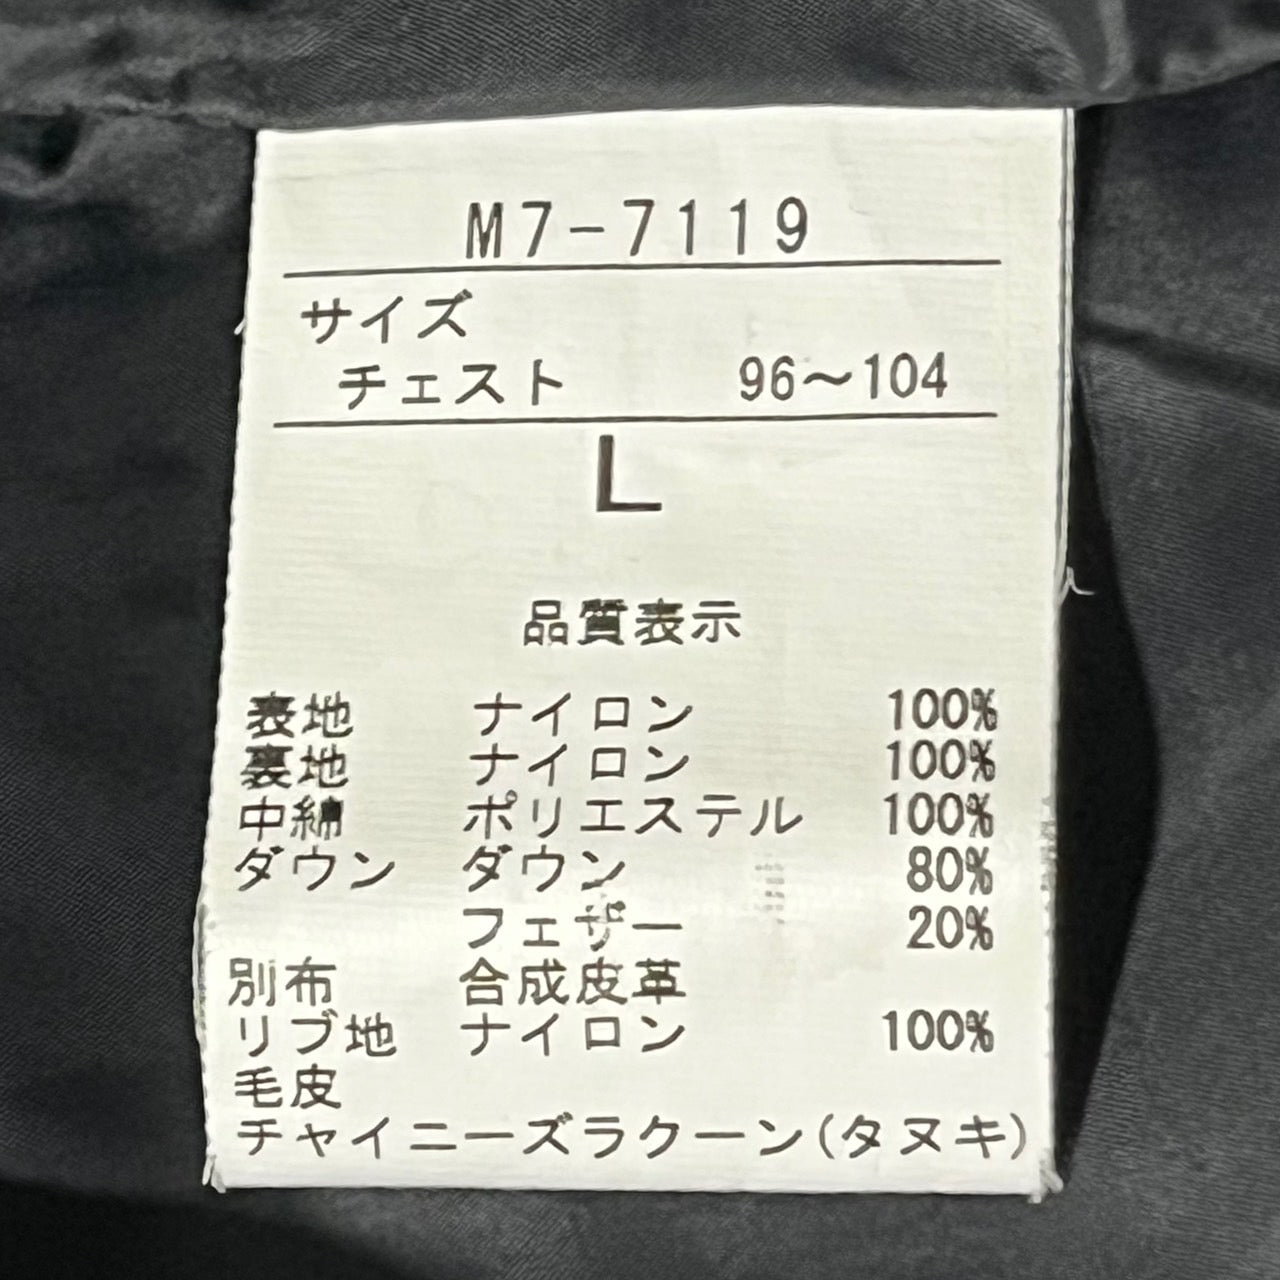 M7-7119
サイズ
チェスト 96～104
L
品質表示
表地 ナイロン 100%
裏地 ナイロン 100%
中綿 ポリエステル 100%
ダウン ダウン 80%
フェザー 20%
別布 合成皮革
リブ地 ナイロン 100%
毛皮
チャイニーズラクーン(タヌキ)